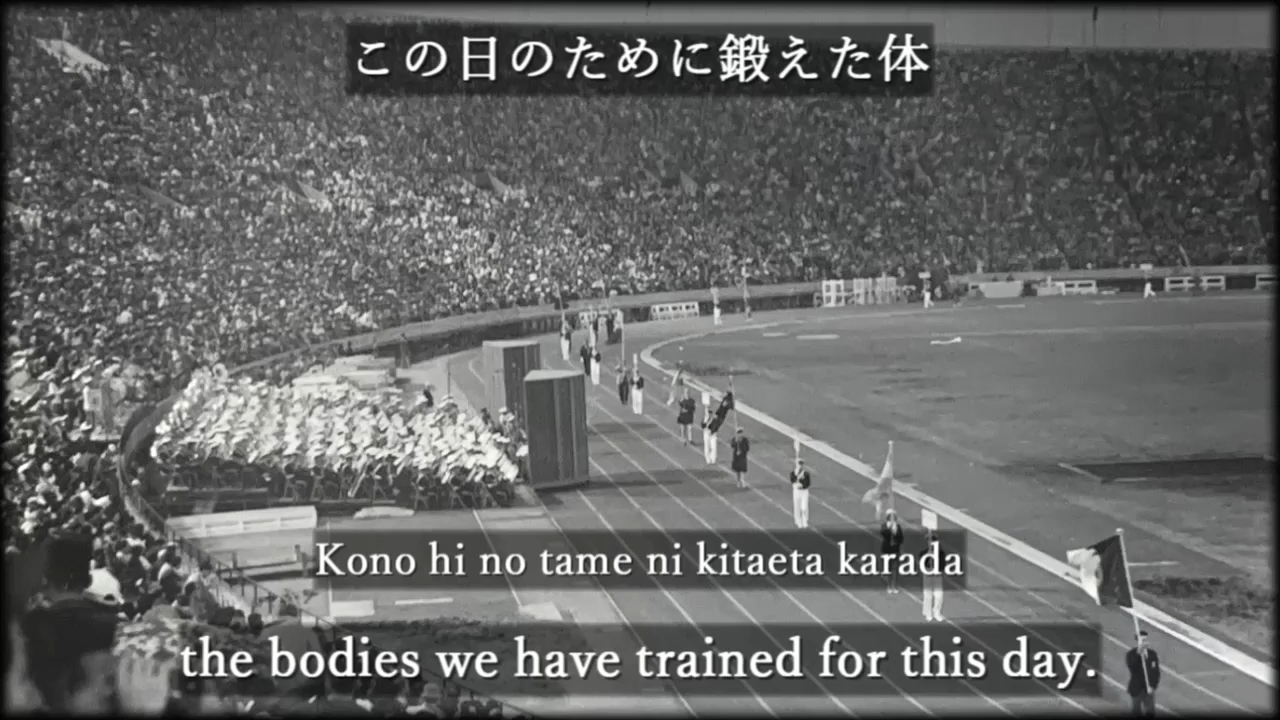 この日のために鍛えた体
Kono hi no tame ni kitaeta karada
the bodies we have trained for this day.